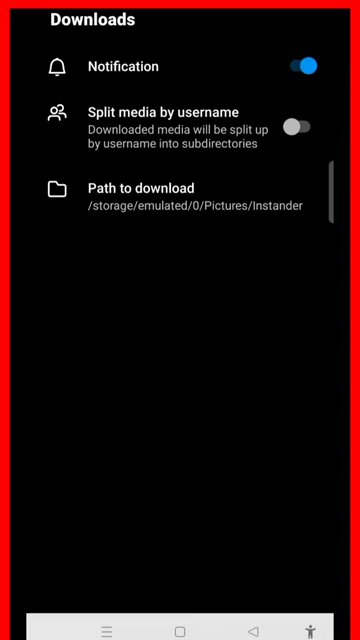 Downloads
Notification
Split media by username
Downloaded media will be split up
by username into subdirectories
Path to download
/storage/emulated/0/Pictures/Instander